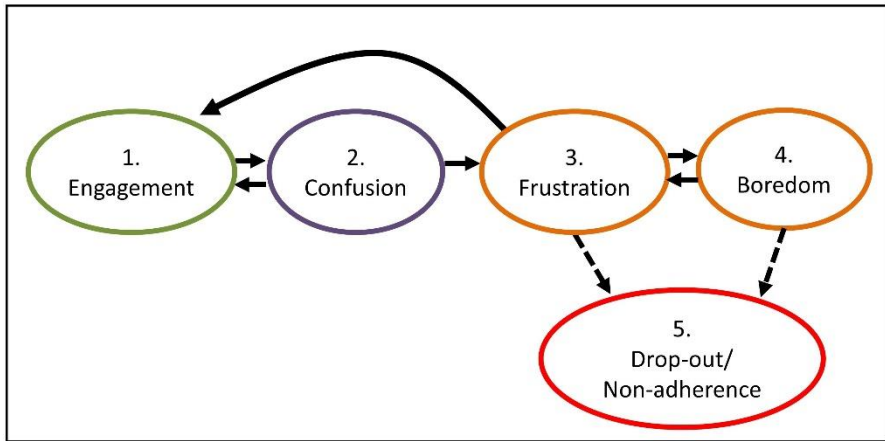 1.
Engagement
2.
Confusion
3.
Frustration
4.
Boredom
5.
Drop-out/
Non-adherence